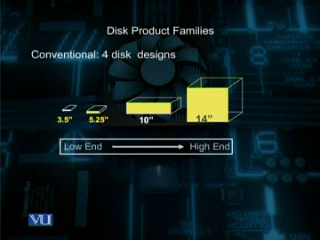 Disk Product Families
Conventional: 4 disk designs
3.5" 5.25" 10" 14"
Low End High End
VU